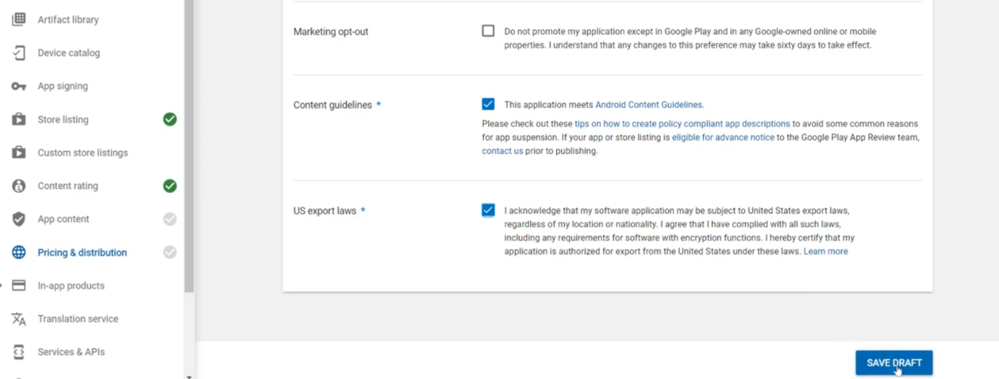 Artifact library
Device catalog
App signing
Store listing
Custom store listings
Content rating
App content
Pricing & distribution
In-app products
Translation service
Services & APIs
Marketing opt-out
Do not promote my application except in Google Play and in any Google-owned online or mobile
properties. I understand that any changes to this preference may take sixty days to take effect.
Content guidelines *
This application meets Android Content Guidelines.
Please check out these tips on how to create policy compliant app descriptions to avoid some common reasons
for app suspension. If your app or store listing is eligible for advance notice to the Google Play App Review team,
contact us prior to publishing.
US export laws *
I acknowledge that my software application may be subject to United States export laws,
regardless of my location or nationality. I agree that I have complied with all such laws,
including any requirements for software with encryption functions. I hereby certify that my
application is authorized for export from the United States under these laws. Learn more
SAVE DRAFT